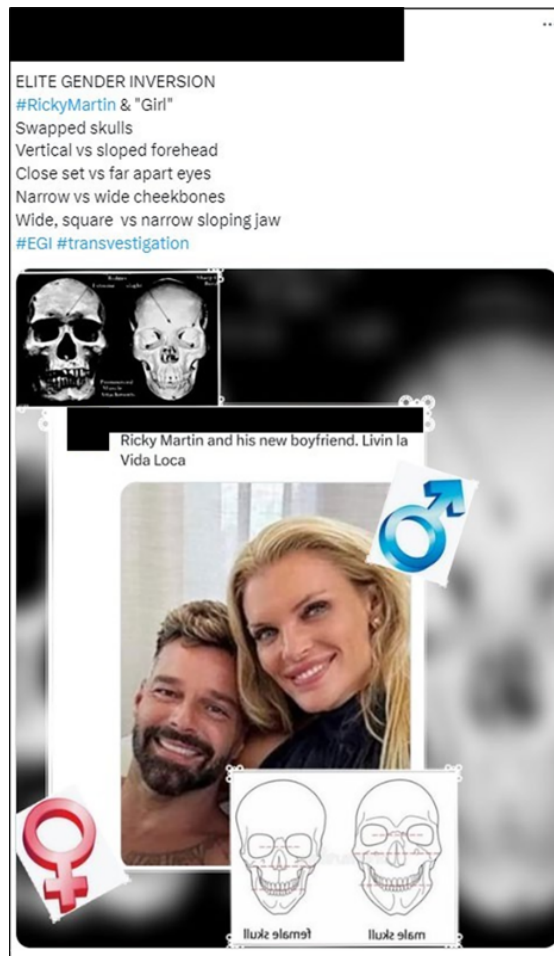 ELITE GENDER INVERSION
#RickyMartin & "Girl"
Swapped skulls
Vertical vs sloped forehead
Close set vs far apart eyes
Narrow vs wide cheekbones
Wide, square  vs narrow sloping jaw
#EGI #transvestigation
Ricky Martin and his new boyfriend. Livin la
Vida Loca
female skull
male skull